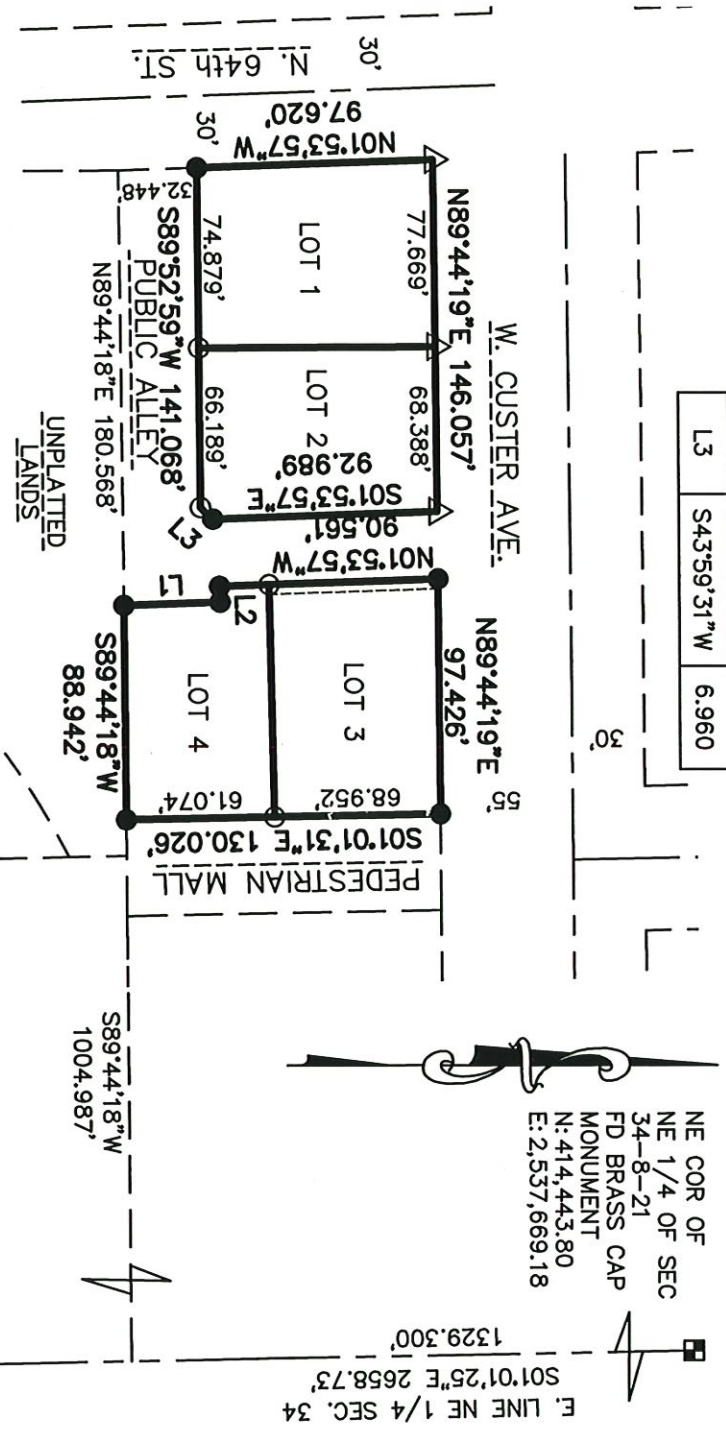 L3 S43°59'31"W 6.960
30'
N. 64th ST.
30'
97.620'
N01°53'57"W
32.448'
N89°44'19"E 146.057'
W. CUSTER AVE.
77.669'
68.388'
LOT 1
LOT 2
74.879'
66.189'
S89°52'59"W 141.068'
PUBLIC ALLEY
N89°44'18"E 180.568'
UNPLATTED
LANDS
92.989'
S01°53'57"E
L3
90.561'
N01°53'57"W
L1
L2
N89°44'19"E
97.426'
30'
55'
LOT 3
LOT 4
68.952'
61.074'
S89°44'18"W
88.942'
S01°01'31"E 130.026'
PEDESTRIAN MALL
S89°44'18"W
1004.987'
NE COR OF
NE 1/4 OF SEC
34-8-21
FD BRASS CAP
MONUMENT
N: 414,443.80
E: 2,537,669.18
1329.300'
S01°01'25"E 2658.73'
E. LINE NE 1/4 SEC. 34